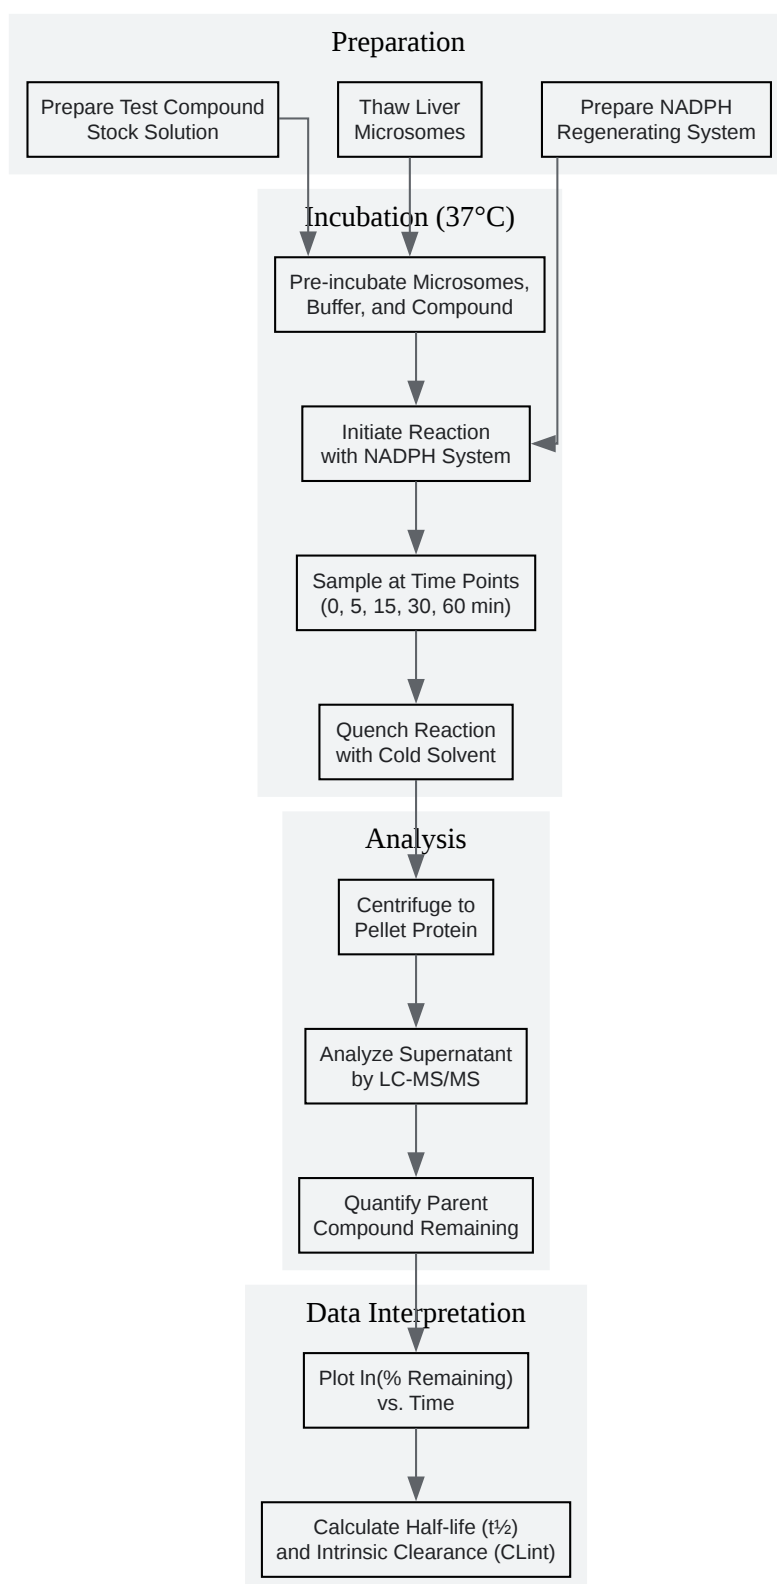 Preparation
Prepare Test Compound
Stock Solution
Thaw Liver
Microsomes
Prepare NADPH
Regenerating System
Incubation (37°C)
Pre-incubate Microsomes,
Buffer, and Compound
Initiate Reaction
with NADPH System
Sample at Time Points
(0, 5, 15, 30, 60 min)
Quench Reaction
with Cold Solvent
Analysis
Centrifuge to
Pellet Protein
Analyze Supernatant
by LC-MS/MS
Quantify Parent
Compound Remaining
Data Interpretation
Plot ln(% Remaining)
vs. Time
Calculate Half-life (t½)
and Intrinsic Clearance (CLint)